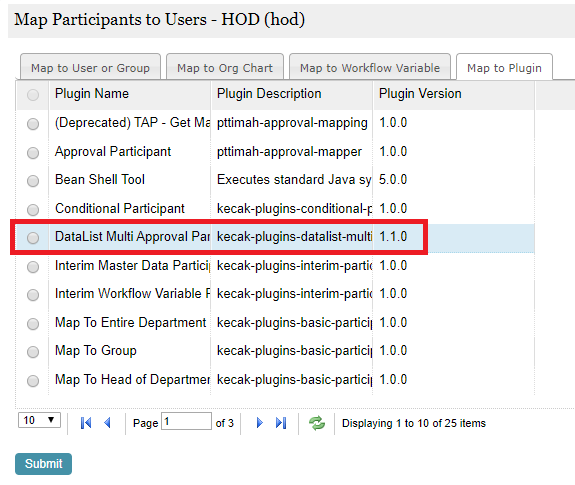 Map Participants to Users - HOD (hod)
Map to User or Group Map to Org Chart Map to Workflow Variable Map to Plugin
Plugin Name Plugin Description Plugin Version
(Deprecated) TAP - Get Ma pttimah-approval-mapping 1.0.0
Approval Participant pttimah-approval-mapper 1.0.0
Bean Shell Tool Executes standard Java sy 5.0.0
Conditional Participant kecak-plugins-conditional-p 1.0.0
DataList Multi Approval Par kecak-plugins-datalist-multi 1.1.0
Interim Master Data Particip kecak-plugins-interim-partic 1.0.0
Interim Workflow Variable P kecak-plugins-interim-partic 1.0.0
Map To Entire Department kecak-plugins-basic-particip 1.0.0
Map To Group kecak-plugins-basic-particip 1.0.0
Map To Head of Departmen kecak-plugins-basic-particip 1.0.0
10 Page 1 of 3 Displaying 1 to 10 of 25 items
Submit